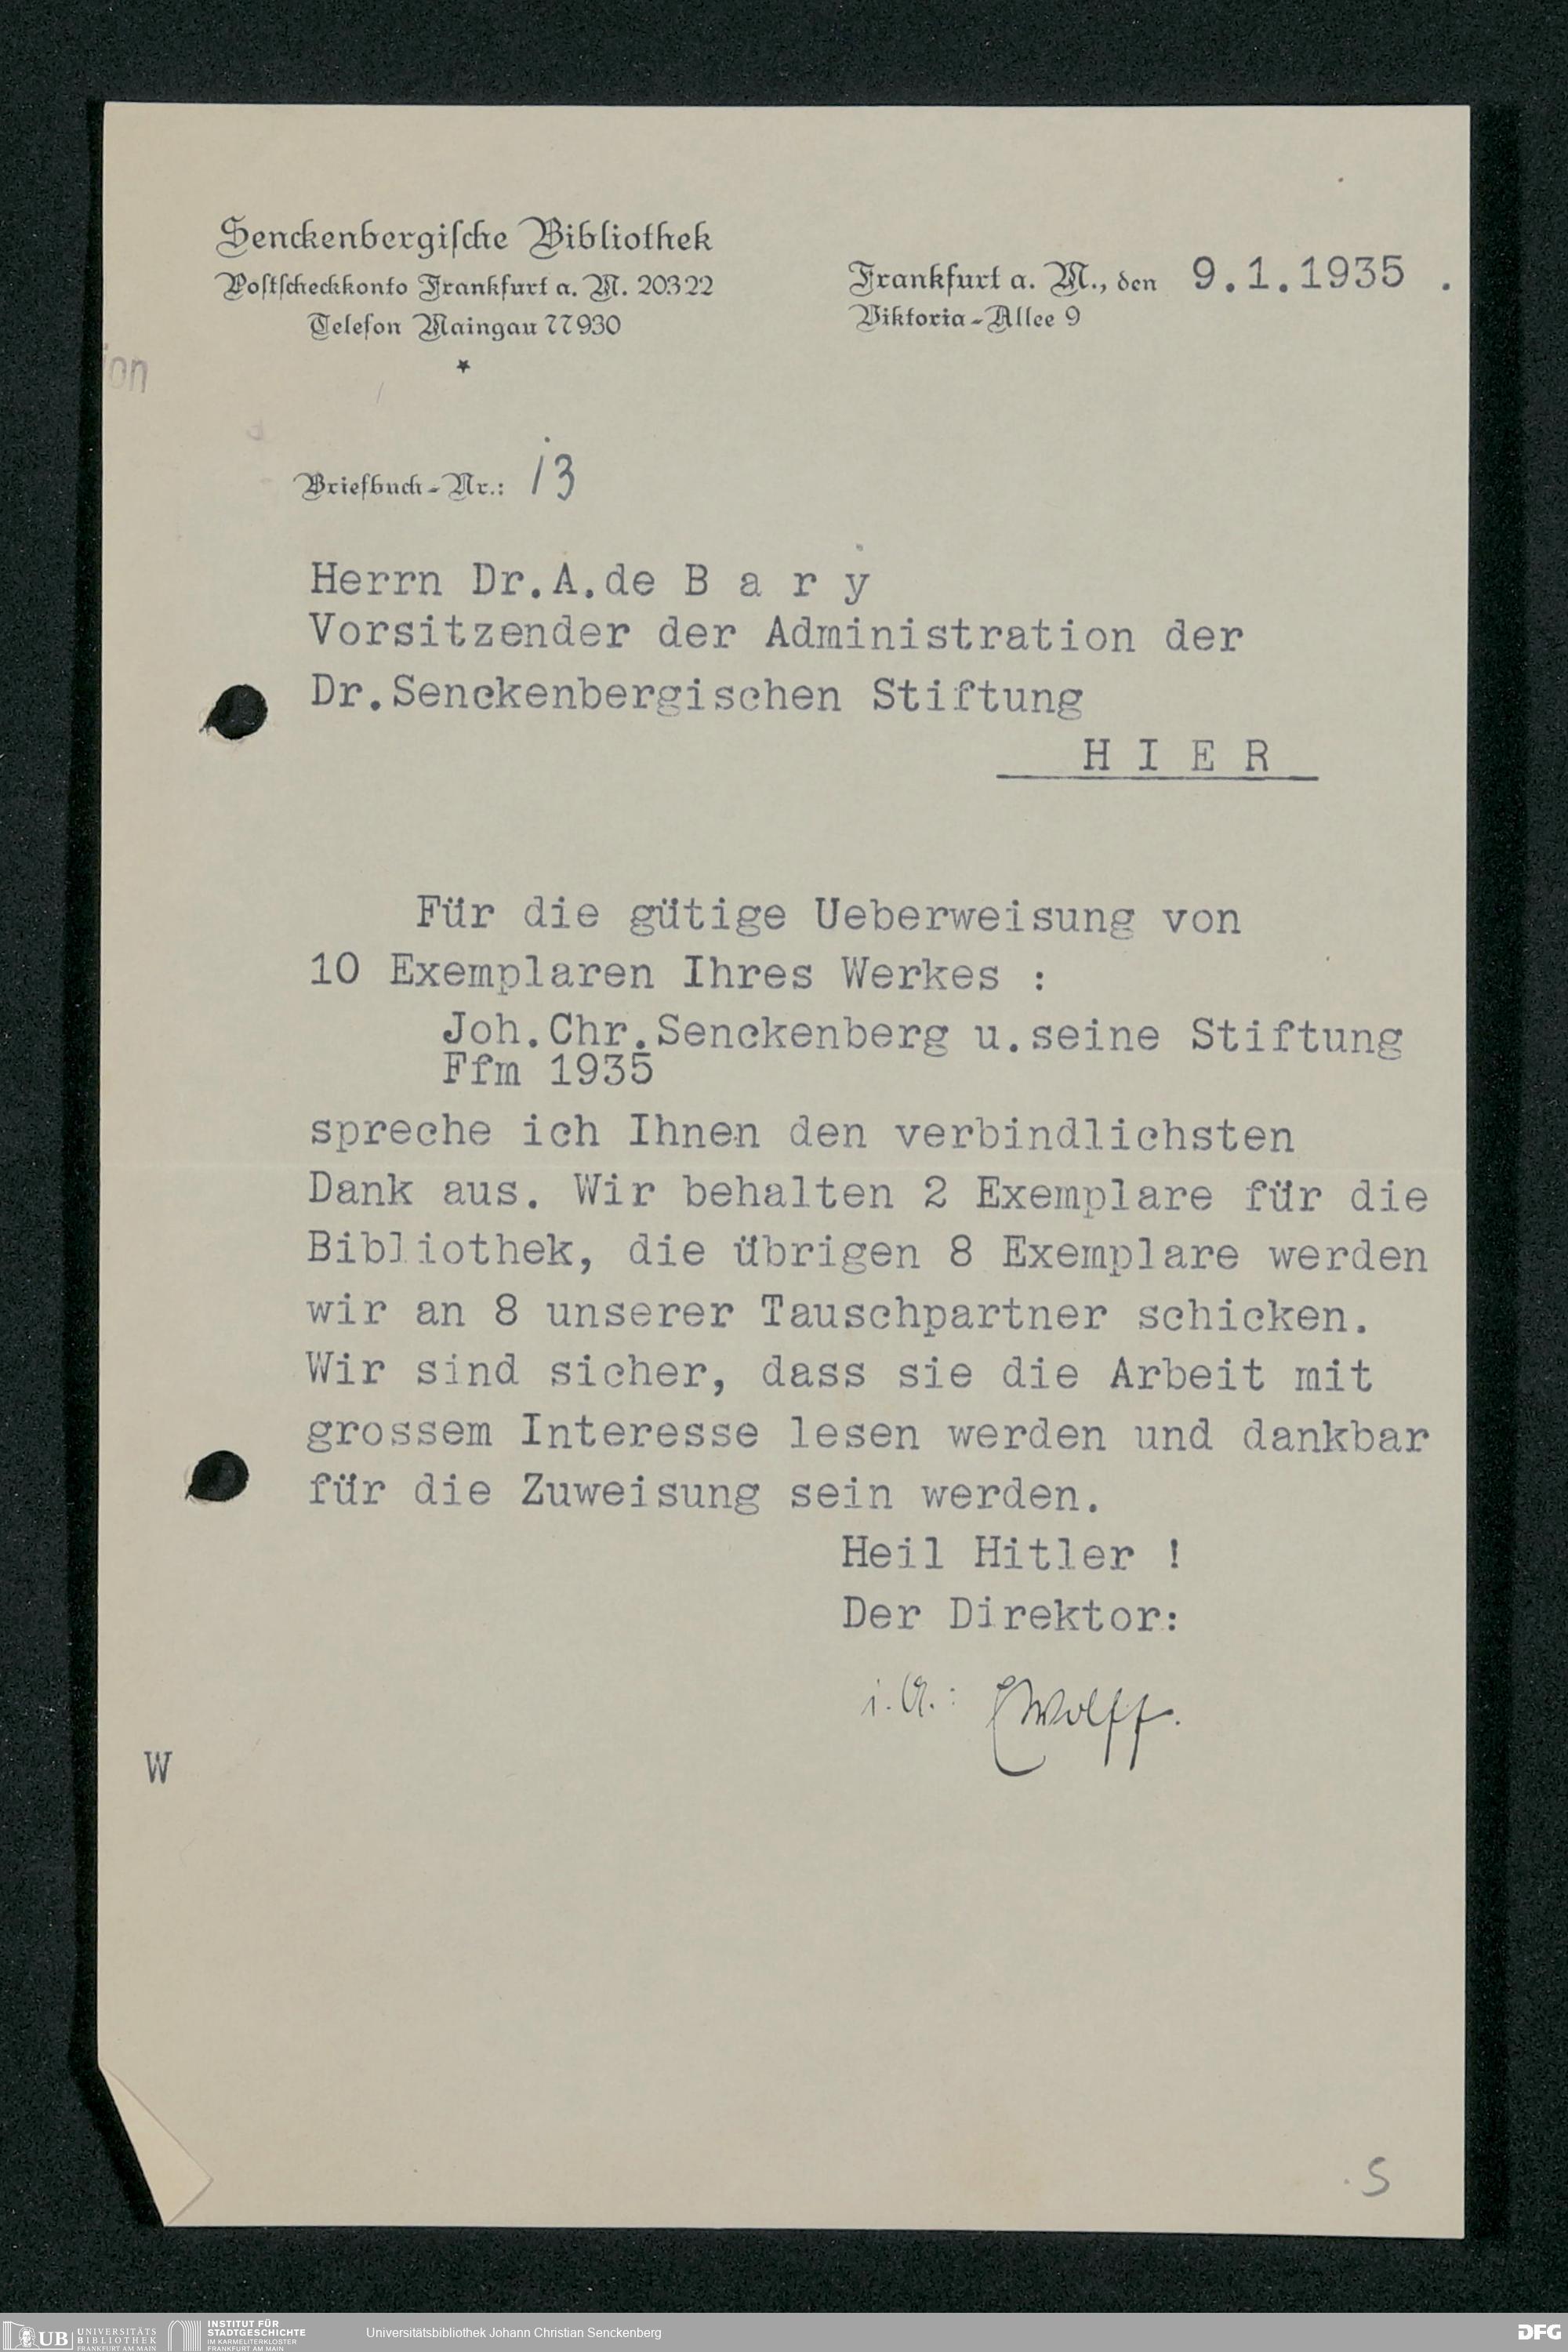 Senckenbergische Bibliothek
Postscheckkonto Frankfurt a. M. 20322
Telefon Maingau 77930
Frankfurt a. M., den 9.1.1935 .
Viktoria-Allee 9
ion
Briefbuch-Nr.: 13
Herrn Dr.A.de B a r y
Vorsitzender der Administration der
Dr.Senckenbergischen Stiftung
H I E R
Für die gütige Ueberweisung von
10 Exemplaren Ihres Werkes :
Joh.Chr.Senckenberg u.seine Stiftung
Ffm 1935
spreche ich Ihnen den verbindlichsten
Dank aus. Wir behalten 2 Exemplare für die
Bibliothek, die übrigen 8 Exemplare werden
wir an 8 unserer Tauschpartner schicken.
Wir sind sicher, dass sie die Arbeit mit
grossem Interesse lesen werden und dankbar
für die Zuweisung sein werden.
Heil Hitler !
Der Direktor:
i.A.: EWolff.
W
S
UB UNIVERSITÄTS
BIBLIOTHEK
FRANKFURT AM MAIN
INSTITUT FÜR
STADTGESCHICHTE
IM KARMELITERKLOSTER
FRANKFURT AM MAIN
Universitätsbibliothek Johann Christian Senckenberg
DFG